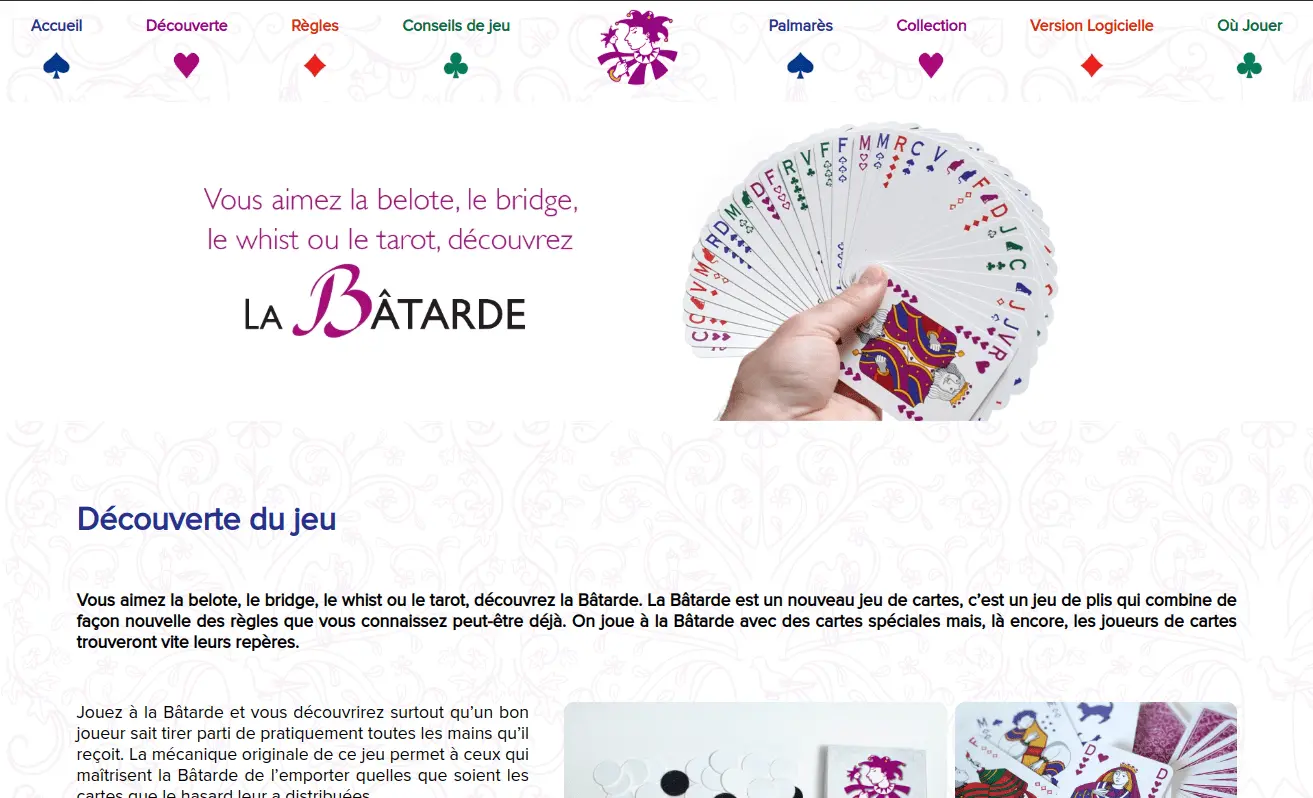 Accueil
Découverte
Règles
Conseils de jeu
Palmarès
Collection
Version Logicielle
Où Jouer
Vous aimez la belote, le bridge,
le whist ou le tarot, découvrez
LA BÂTARDE
Découverte du jeu
Vous aimez la belote, le bridge, le whist ou le tarot, découvrez la Bâtarde. La Bâtarde est un nouveau jeu de cartes, c’est un jeu de plis qui combine de
façon nouvelle des règles que vous connaissez peut-être déjà. On joue à la Bâtarde avec des cartes spéciales mais, là encore, les joueurs de cartes
trouveront vite leurs repères.
Jouez à la Bâtarde et vous découvrirez surtout qu’un bon
joueur sait tirer parti de pratiquement toutes les mains qu’il
reçoit. La mécanique originale de ce jeu permet à ceux qui
maîtrisent la Bâtarde de l’emporter quelles que soient les
cartes que le hasard leur a distribuées.